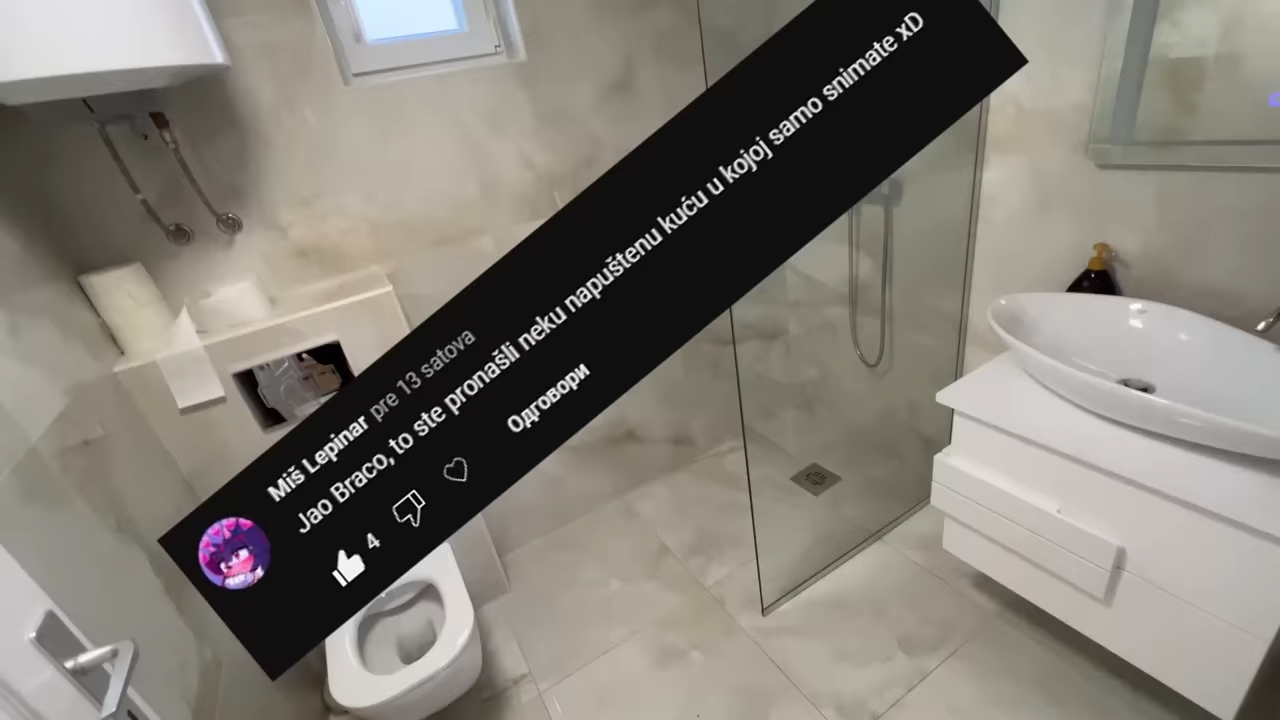 Miš Lepinar pre 13 satova
Jao Braco, to ste pronašli neku napuštenu kuću u kojoj samo snimate xD
4 Одговори